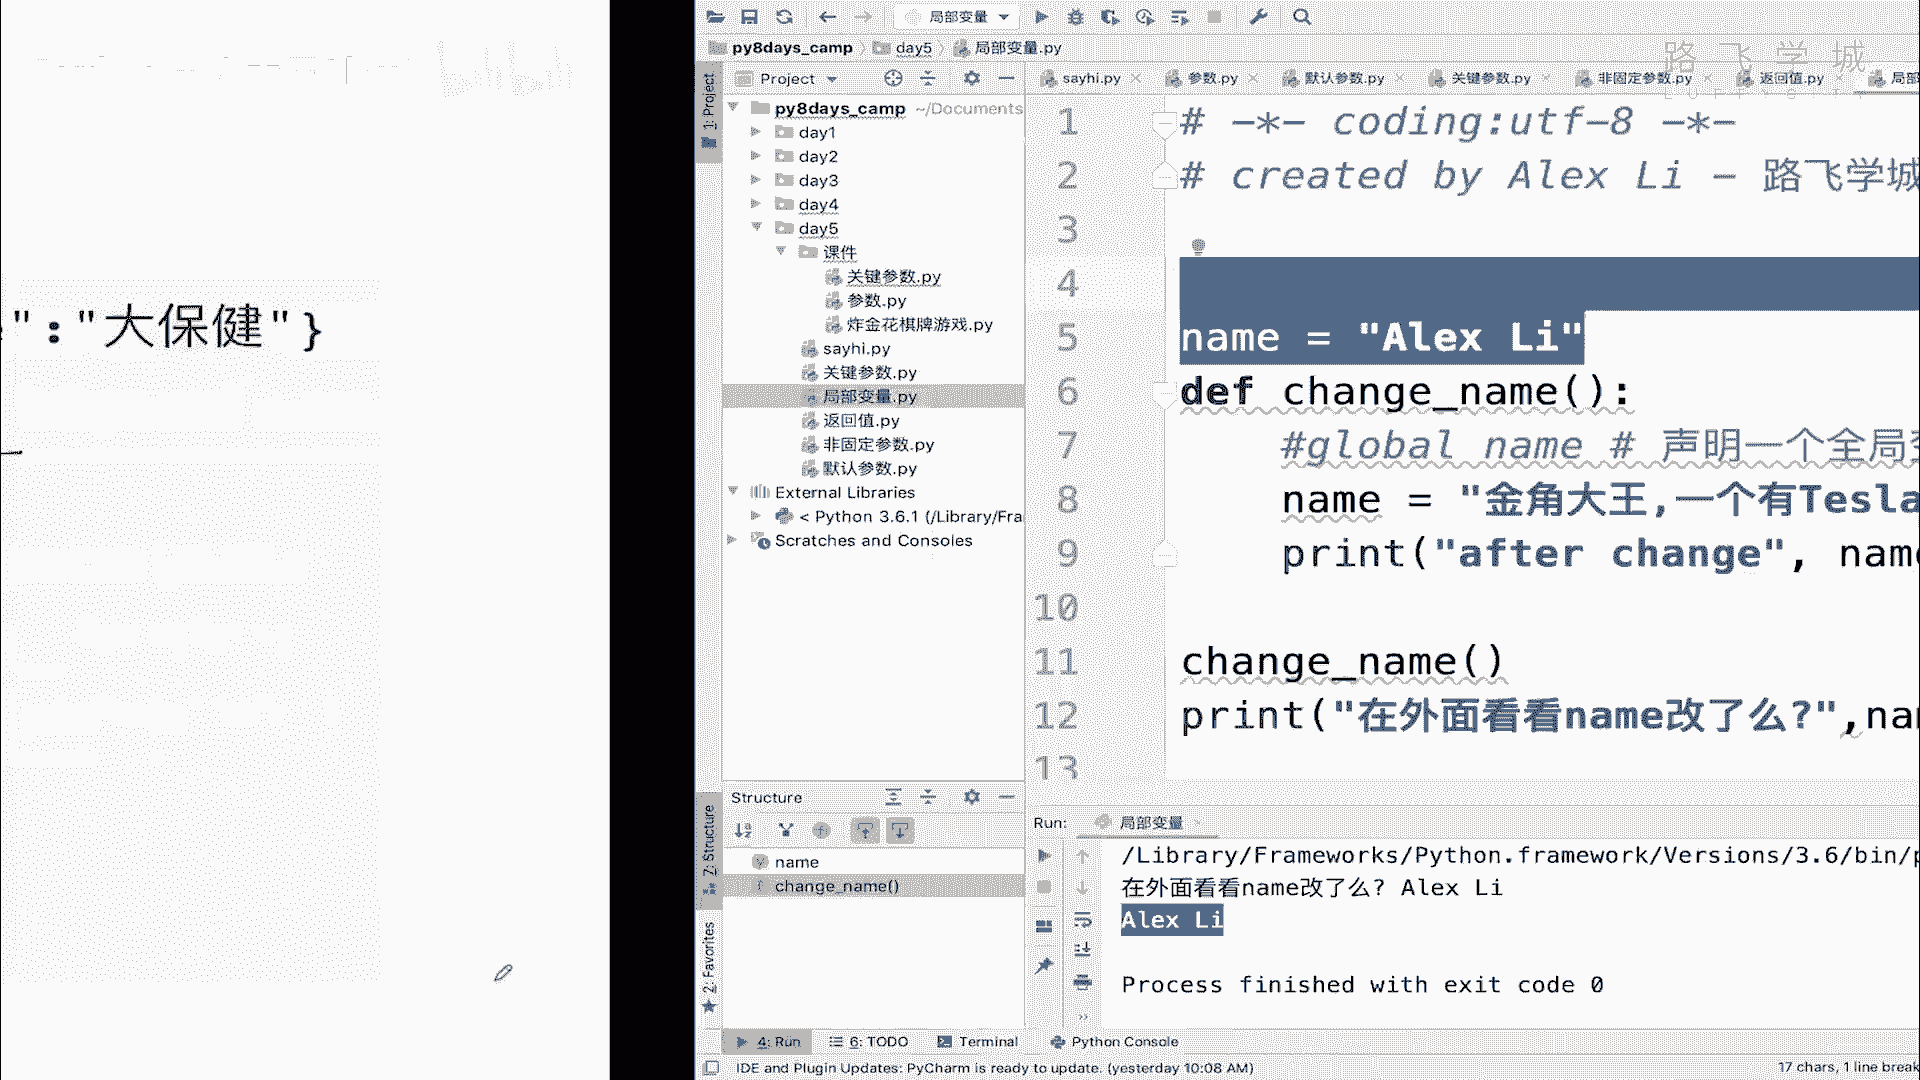 ":"大保健"}
局部变量
py8days_camp day5 局部变量.py
路飞学城
Project
sayhi.py 参数.py 默认参数.py 关键参数.py 非固定参数.py 返回值.py 局部
1: Project
py8days_camp ~/Documents
day1
day2
day3
day4
day5
课件
关键参数.py
参数.py
炸金花棋牌游戏.py
sayhi.py
关键参数.py
局部变量.py
返回值.py
非固定参数.py
默认参数.py
External Libraries
< Python 3.6.1 (/Library/Fra
Scratches and Consoles
1 # -*- coding:utf-8 -*-
2 # created by Alex Li - 路飞学城
3
4
5 name = "Alex Li"
6 def change_name():
7 #global name # 声明一个全局
8 name = "金角大王,一个有Tesla
9 print("after change", name
10
11 change_name()
12 print("在外面看看name改了么?",na
13
Structure
7: Structure
name
change_name()
2: Favorites
Run: 局部变量
/Library/Frameworks/Python.framework/Versions/3.6/bin/p
在外面看看name改了么? Alex Li
Alex Li
Process finished with exit code 0
4: Run 6: TODO Terminal Python Console
IDE and Plugin Updates: PyCharm is ready to update. (yesterday 10:08 AM)
17 chars, 1 line break